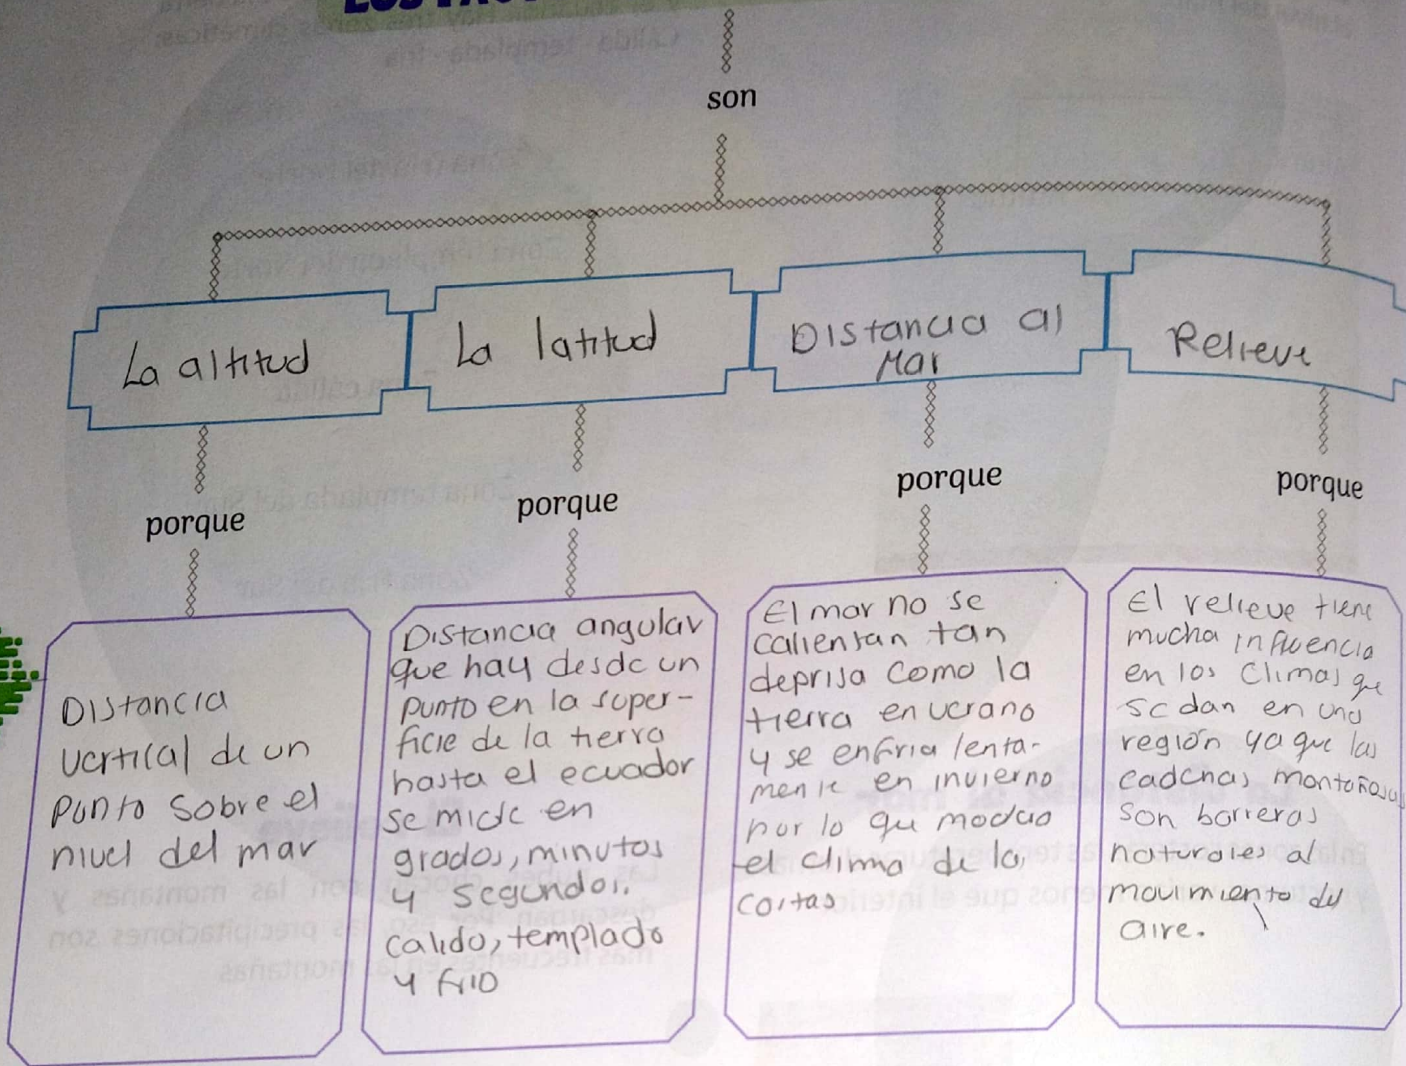 son
La altitud
La latitud
Distancia al
Mar
Relieve
porque
porque
porque
porque
Distancia
vertical de un
punto sobre el
nivel del mar
Distancia angular
que hay desde un
punto en la super-
ficie de la tierra
hasta el ecuador
se mide en
grados, minutos
y segundos.
calido, templado
y frio
El mar no se
calientan tan
deprisa como la
tierra en verano
y se enfria lenta-
mente en invierno
por lo que
el clima de la
costas
El relieve tiene
mucha influencia
en los climas que
se dan en una
región ya que las
cadenas montañosas
son barreras
naturales al
movimiento del
aire.